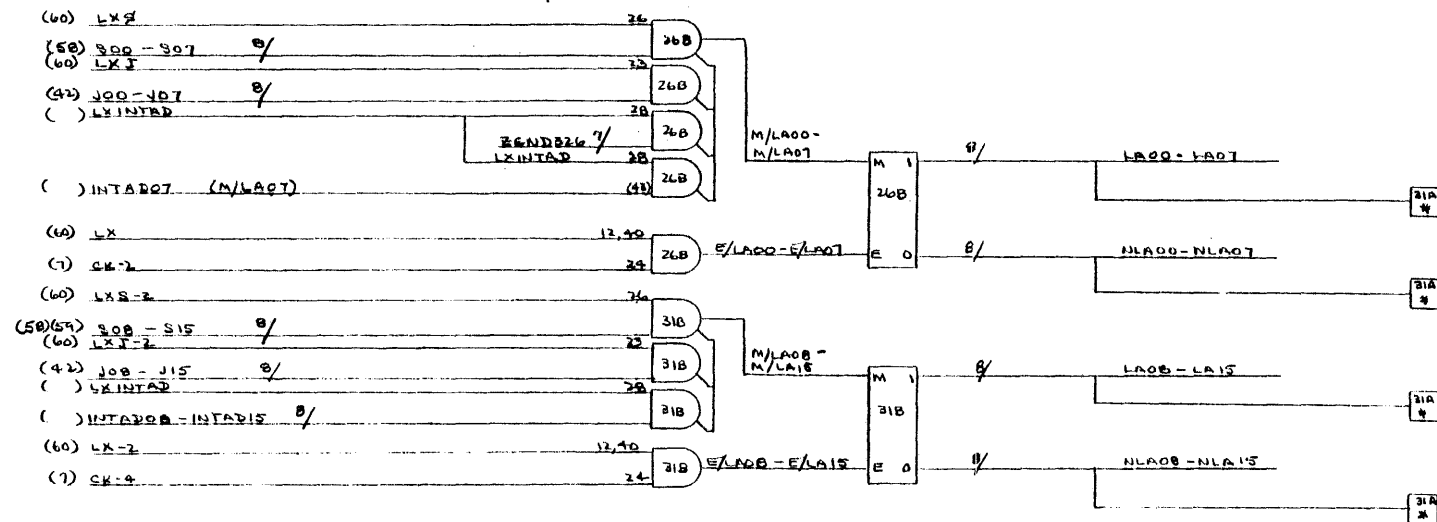 (60) LXS 26
26B
(58) S00 - S07 8/
(60) LXJ 23
26B
(42) J00 - J07 8/
( ) LXINTAD 28
26B
ZEND326 7/
LXINTAD 28
M/LA00-
M/LA07
M 1 8/ LA00 - LA07
26B
26B
( ) INTAD07 (M/LA07) (43)
31A
*
(60) LX 12,40
26B E/LA00-E/LA07 E 0 8/ NLA00-NLA07
(7) CK-2 24
31A
*
(60) LXS-2 26
31B
(58)(59) S08 - S15 8/
(60) LXJ-2 23
31B
M/LA08 -
M/LA15
(42) J08 - J15 8/
M 1 8/ LA08 - LA15
( ) LXINTAD 28
31B
31B
31A
*
( ) INTAD08 - INTAD15 8/
(60) LX-2 12,40
31B E/LA08 - E/LA15 E 0 8/ NLA08-NLA15
(7) CK-4 24
31A
*